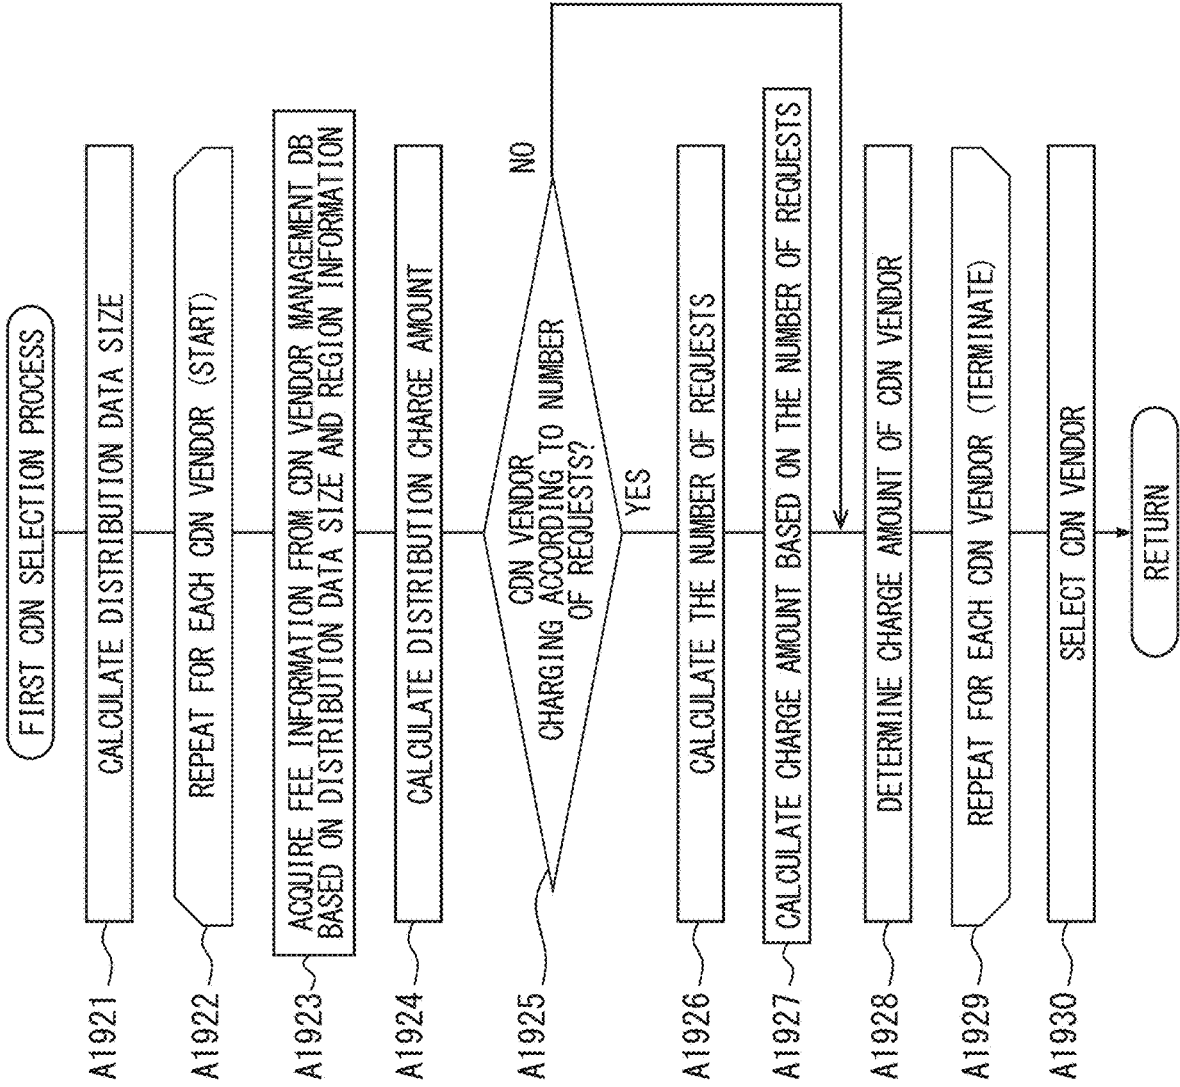 FIRST CDN SELECTION PROCESS
A1921
CALCULATE DISTRIBUTION DATA SIZE
A1922
REPEAT FOR EACH CDN VENDOR (START)
A1923
ACQUIRE FEE INFORMATION FROM CDN VENDOR MANAGEMENT DB
BASED ON DISTRIBUTION DATA SIZE AND REGION INFORMATION
A1924
CALCULATE DISTRIBUTION CHARGE AMOUNT
A1925
CDN VENDOR
CHARGING ACCORDING TO NUMBER
OF REQUESTS?
NO
YES
A1926
CALCULATE THE NUMBER OF REQUESTS
A1927
CALCULATE CHARGE AMOUNT BASED ON THE NUMBER OF REQUESTS
A1928
DETERMINE CHARGE AMOUNT OF CDN VENDOR
A1929
REPEAT FOR EACH CDN VENDOR (TERMINATE)
A1930
SELECT CDN VENDOR
RETURN